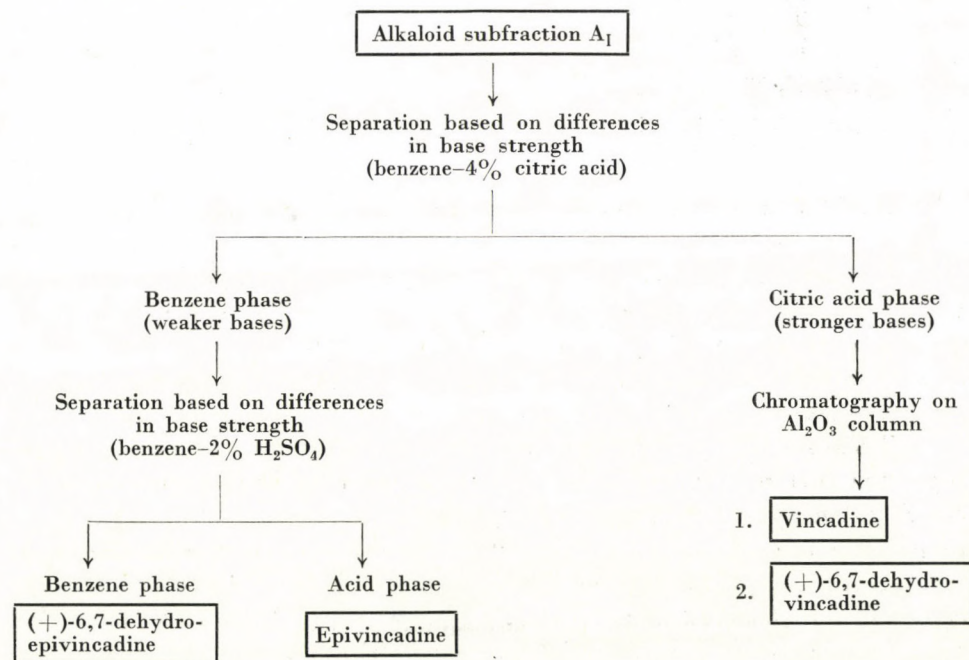 Alkaloid subfraction A_I
Separation based on differences
in base strength
(benzene–4% citric acid)
Benzene phase
(weaker bases)
Separation based on differences
in base strength
(benzene–2% H₂SO₄)
Benzene phase
(+)-6,7-dehydro-
epivincadine
Acid phase
Epivincadine
Citric acid phase
(stronger bases)
Chromatography on
Al₂O₃ column
1. Vincadine
2. (+)-6,7-dehydro-
vincadine